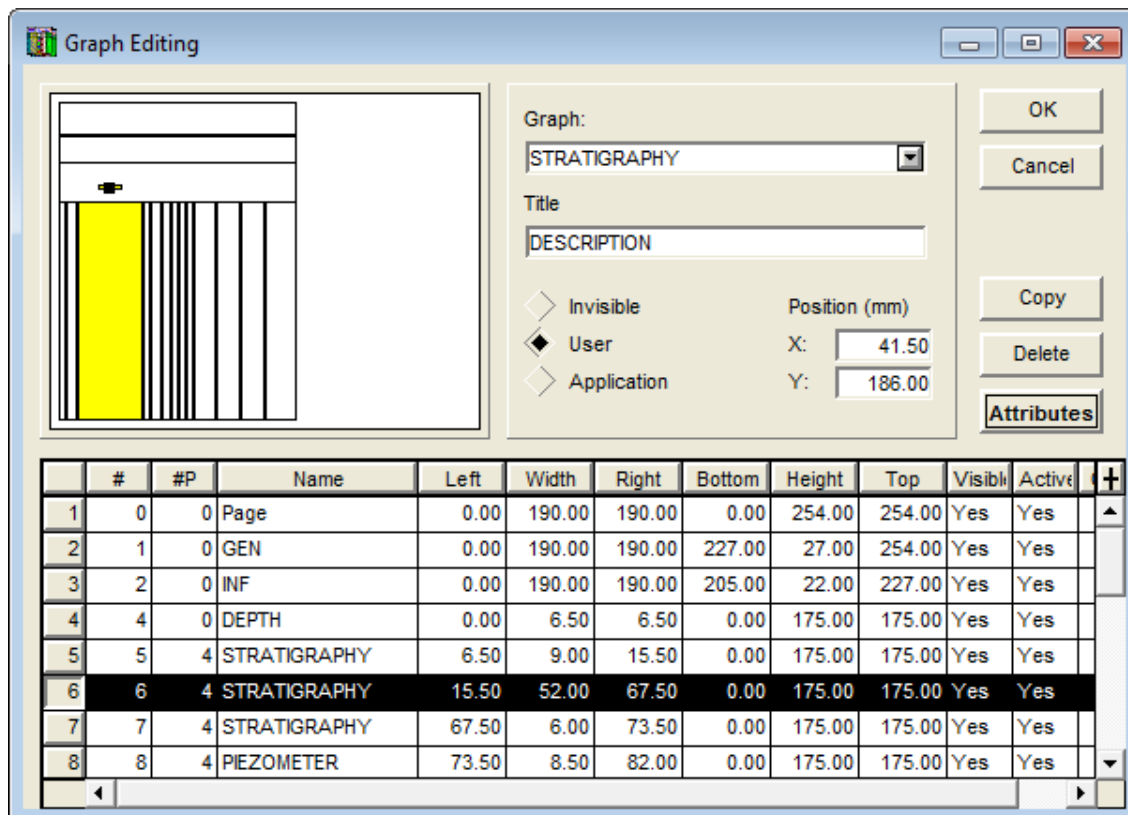 Graph Editing
Graph:
STRATIGRAPHY
Title
DESCRIPTION
Invisible
User
Application
Position (mm)
X: 41.50
Y: 186.00
OK
Cancel
Copy
Delete
Attributes
# #P Name Left Width Right Bottom Height Top Visibl Active +
1 0 0 Page 0.00 190.00 190.00 0.00 254.00 254.00 Yes Yes
2 1 0 GEN 0.00 190.00 190.00 227.00 27.00 254.00 Yes Yes
3 2 0 INF 0.00 190.00 190.00 205.00 22.00 227.00 Yes Yes
4 4 0 DEPTH 0.00 6.50 6.50 0.00 175.00 175.00 Yes Yes
5 5 4 STRATIGRAPHY 6.50 9.00 15.50 0.00 175.00 175.00 Yes Yes
6 6 4 STRATIGRAPHY 15.50 52.00 67.50 0.00 175.00 175.00 Yes Yes
7 7 4 STRATIGRAPHY 67.50 6.00 73.50 0.00 175.00 175.00 Yes Yes
8 8 4 PIEZOMETER 73.50 8.50 82.00 0.00 175.00 175.00 Yes Yes